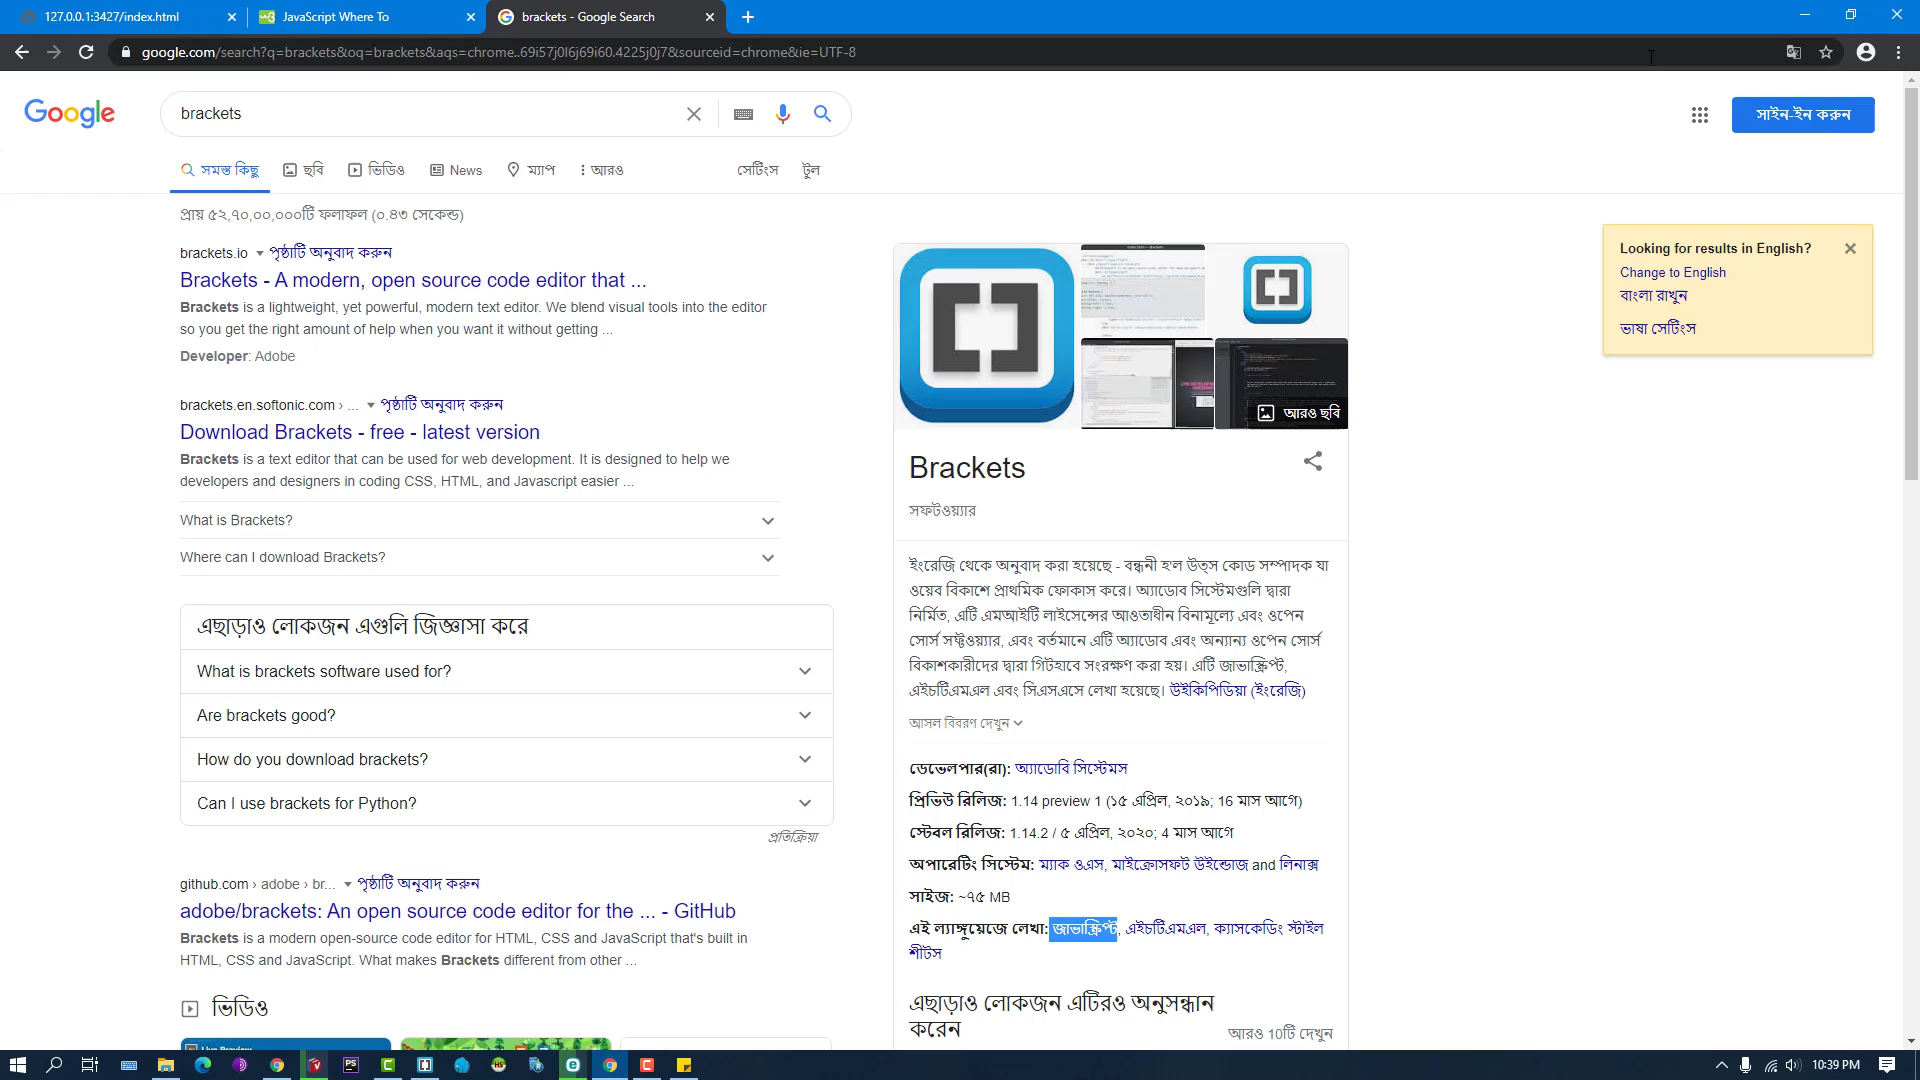 127.0.0.1:3427/index.html
JavaScript Where To
brackets - Google Search
google.com/search?q=brackets&oq=brackets&aqs=chrome..69i57j0l6j69i60.4225j0j7&sourceid=chrome&ie=UTF-8
Google
brackets
সাইন-ইন করুন
সমস্ত কিছু
ছবি
ভিডিও
News
ম্যাপ
আরও
সেটিংস
টুল
প্রায় ৫২,৭০,০০,০০০টি ফলাফল (০.৪৩ সেকেন্ড)
brackets.io পৃষ্ঠাটি অনুবাদ করুন
Brackets - A modern, open source code editor that ...
Brackets is a lightweight, yet powerful, modern text editor. We blend visual tools into the editor
so you get the right amount of help when you want it without getting ...
Developer: Adobe
brackets.en.softonic.com › ... পৃষ্ঠাটি অনুবাদ করুন
Download Brackets - free - latest version
Brackets is a text editor that can be used for web development. It is designed to help we
developers and designers in coding CSS, HTML, and Javascript easier ...
What is Brackets?
Where can I download Brackets?
এছাড়াও লোকজন এগুলি জিজ্ঞাসা করে
What is brackets software used for?
Are brackets good?
How do you download brackets?
Can I use brackets for Python?
প্রতিক্রিয়া
github.com › adobe › br... পৃষ্ঠাটি অনুবাদ করুন
adobe/brackets: An open source code editor for the ... - GitHub
Brackets is a modern open-source code editor for HTML, CSS and JavaScript that's built in
HTML, CSS and JavaScript. What makes Brackets different from other ...
ভিডিও
Live Preview
আরও ছবি
Brackets
সফটওয়্যার
ইংরেজি থেকে অনুবাদ করা হয়েছে - বন্ধনী হ'ল উত্স কোড সম্পাদক যা
ওয়েব বিকাশে প্রাথমিক ফোকাস করে। অ্যাডোব সিস্টেমগুলি দ্বারা
নির্মিত, এটি এমআইটি লাইসেন্সের আওতাধীন বিনামূল্যে এবং ওপেন
সোর্স সফ্টওয়্যার, এবং বর্তমানে এটি অ্যাডোব এবং অন্যান্য ওপেন সোর্স
বিকাশকারীদের দ্বারা গিটহাবে সংরক্ষণ করা হয়। এটি জাভাস্ক্রিপ্ট,
এইচটিএমএল এবং সিএসএসে লেখা হয়েছে। উইকিপিডিয়া (ইংরেজি)
আসল বিবরণ দেখুন
ডেভেলপার(রা): অ্যাডোবি সিস্টেমস
প্রিভিউ রিলিজ: 1.14 preview 1 (১৫ এপ্রিল, ২০১৯; 16 মাস আগে)
স্টেবল রিলিজ: 1.14.2 / ৫ এপ্রিল, ২০২০; 4 মাস আগে
অপারেটিং সিস্টেম: ম্যাক ওএস, মাইক্রোসফট উইন্ডোজ and লিনাক্স
সাইজ: ~৭৫ MB
এই ল্যাঙ্গুয়েজে লেখা: জাভাস্ক্রিপ্ট, এইচটিএমএল, ক্যাসকেডিং স্টাইল
শীটস
এছাড়াও লোকজন এটিরও অনুসন্ধান
করেন
আরও 10টি দেখুন
Looking for results in English?
Change to English
বাংলা রাখুন
ভাষা সেটিংস
10:39 PM